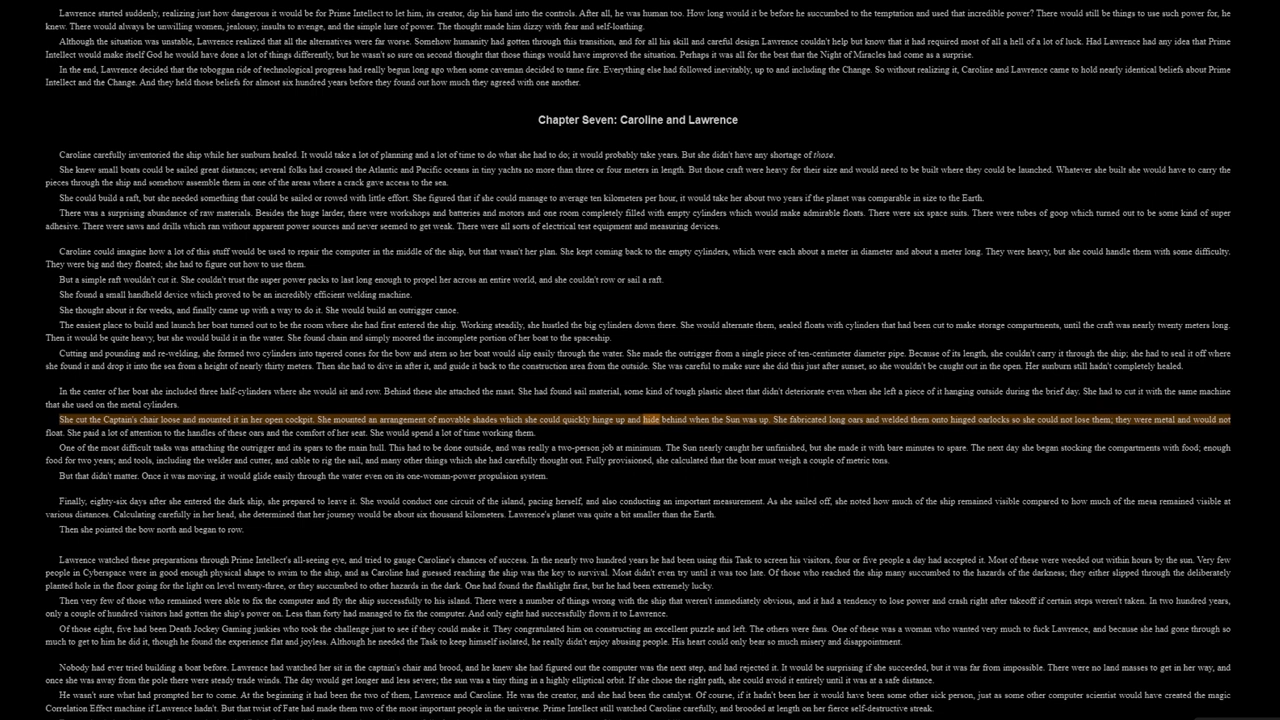 Lawrence started suddenly, realizing just how dangerous it would be for Prime Intellect to let him, its creator, dip his hand into the controls. After all, he was human too. How long would it be before he succumbed to the temptation and used that incredible power? There would still be things to use such power for, he
knew. There would always be unwilling women, jealousy, insults to avenge, and the simple lure of power. The thought made him dizzy with fear and self-loathing.
Although the situation was unstable, Lawrence realized that all the alternatives were far worse. Somehow humanity had gotten through this transition, and for all his skill and careful design Lawrence couldn't help but know that it had required most of all a hell of a lot of luck. Had Lawrence had any idea that Prime
Intellect would make itself God he would have done a lot of things differently, but he wasn't so sure on second thought that those things would have improved the situation. Perhaps it was all for the best that the Night of Miracles had come as a surprise.
In the end, Lawrence decided that the toboggan ride of technological progress had really begun long ago when some caveman decided to tame fire. Everything else had followed inevitably, up to and including the Change. So without realizing it, Caroline and Lawrence came to hold nearly identical beliefs about Prime
Intellect and the Change. And they held those beliefs for almost six hundred years before they found out how much they agreed with one another.
Chapter Seven: Caroline and Lawrence
Caroline carefully inventoried the ship while her sunburn healed. It would take a lot of planning and a lot of time to do what she had to do; it would probably take years. But she didn't have any shortage of those.
She knew small boats could be sailed great distances; several folks had crossed the Atlantic and Pacific oceans in tiny yachts no more than three or four meters in length. But those craft were heavy for their size and would need to be built where they could be launched. Whatever she built she would have to carry the
pieces through the ship and somehow assemble them in one of the areas where a crack gave access to the sea.
She could build a raft, but she needed something that could be sailed or rowed with little effort. She figured that if she could manage to average ten kilometers per hour, it would take her about two years if the planet was comparable in size to the Earth.
There was a surprising abundance of raw materials. Besides the huge larder, there were workshops and batteries and motors and one room completely filled with empty cylinders which would make admirable floats. There were six space suits. There were tubes of goop which turned out to be some kind of super
adhesive. There were saws and drills which ran without apparent power sources and never seemed to get weak. There were all sorts of electrical test equipment and measuring devices.
Caroline could imagine how a lot of this stuff would be used to repair the computer in the middle of the ship, but that wasn't her plan. She kept coming back to the empty cylinders, which were each about a meter in diameter and about a meter long. They were heavy, but she could handle them with some difficulty.
They were big and they floated; she had to figure out how to use them.
But a simple raft wouldn't cut it. She couldn't trust the super power packs to last long enough to propel her across an entire world, and she couldn't row or sail a raft.
She found a small handheld device which proved to be an incredibly efficient welding machine.
She thought about it for weeks, and finally came up with a way to do it. She would build an outrigger canoe.
The easiest place to build and launch her boat turned out to be the room where she had first entered the ship. Working steadily, she hustled the big cylinders down there. She would alternate them, sealed floats with cylinders that had been cut to make storage compartments, until the craft was nearly twenty meters long.
Then it would be quite heavy, but she would build it in the water. She found chain and simply moored the incomplete portion of her boat to the spaceship.
Cutting and pounding and re-welding, she formed two cylinders into tapered cones for the bow and stern so her boat would slip easily through the water. She made the outrigger from a single piece of ten-centimeter diameter pipe. Because of its length, she couldn't carry it through the ship; she had to seal it off where
she found it and drop it into the sea from a height of nearly thirty meters. Then she had to dive in after it, and guide it back to the construction area from the outside. She was careful to make sure she did this just after sunset, so she wouldn't be caught out in the open. Her sunburn still hadn't completely healed.
In the center of her boat she included three half-cylinders where she would sit and row. Behind these she attached the mast. She had found sail material, some kind of tough plastic sheet that didn't deteriorate even when she left a piece of it hanging outside during the brief day. She had to cut it with the same machine
that she used on the metal cylinders.
She cut the Captain's chair loose and mounted it in her open cockpit. She mounted an arrangement of movable shades which she could quickly hinge up and hide behind when the Sun was up. She fabricated long oars and welded them onto hinged oarlocks so she could not lose them; they were metal and would not
float. She paid a lot of attention to the handles of these oars and the comfort of her seat. She would spend a lot of time working them.
One of the most difficult tasks was attaching the outrigger and its spars to the main hull. This had to be done outside, and was really a two-person job at minimum. The Sun nearly caught her unfinished, but she made it with bare minutes to spare. The next day she began stocking the compartments with food; enough
food for two years; and tools, including the welder and cutter, and cable to rig the sail, and many other things which she had carefully thought out. Fully provisioned, she calculated that the boat must weigh a couple of metric tons.
But that didn't matter. Once it was moving, it would glide easily through the water even on its one-woman-power propulsion system.
Finally, eighty-six days after she entered the dark ship, she prepared to leave it. She would conduct one circuit of the island, pacing herself, and also conducting an important measurement. As she sailed off, she noted how much of the ship remained visible compared to how much of the mesa remained visible at
various distances. Calculating carefully in her head, she determined that her journey would be about six thousand kilometers. Lawrence's planet was quite a bit smaller than the Earth.
Then she pointed the bow north and began to row.
Lawrence watched these preparations through Prime Intellect's all-seeing eye, and tried to gauge Caroline's chances of success. In the nearly two hundred years he had been using this Task to screen his visitors, four or five people a day had accepted it. Most of these were weeded out within hours by the sun. Very few
people in Cyberspace were in good enough physical shape to swim to the ship, and as Caroline had guessed reaching the ship was the key to survival. Most didn't even try until it was too late. Of those who reached the ship many succumbed to the hazards of the darkness; they either slipped through the deliberately
planted hole in the floor going for the light on level twenty-three, or they succumbed to other hazards in the dark. One had found the flashlight first, but he had been extremely lucky.
Then very few of those who remained were able to fix the computer and fly the ship successfully to his island. There were a number of things wrong with the ship that weren't immediately obvious, and it had a tendency to lose power and crash right after takeoff if certain steps weren't taken. In two hundred years,
only a couple of hundred visitors had gotten the ship's power on. Less than forty had managed to fix the computer. And only eight had successfully flown it to Lawrence.
Of those eight, five had been Death Jockey Gaming junkies who took the challenge just to see if they could make it. They congratulated him on constructing an excellent puzzle and left. The others were fans. One of these was a woman who wanted very much to fuck Lawrence, and because she had gone through so
much to get to him he did it, though he found the experience flat and joyless. Although he needed the Task to keep himself isolated, he really didn't enjoy abusing people. His heart could only bear so much misery and disappointment.
Nobody had ever tried building a boat before. Lawrence had watched her sit in the captain's chair and brood, and he knew she had figured out the computer was the next step, and had rejected it. It would be surprising if she succeeded, but it was far from impossible. There were no land masses to get in her way, and
once she was away from the pole there were steady trade winds. The day would get longer and less severe; the sun was a tiny thing in a highly elliptical orbit. If she chose the right path, she could avoid it entirely until it was at a safe distance.
He wasn't sure what had prompted her to come. At the beginning it had been the two of them, Lawrence and Caroline. He was the creator, and she had been the catalyst. Of course, if it hadn't been her it would have been some other sick person, just as some other computer scientist would have created the magic
Correlation Effect machine if Lawrence hadn't. But that twist of Fate had made them two of the most important people in the universe. Prime Intellect still watched Caroline carefully, and brooded at length on her fierce self-destructive streak.